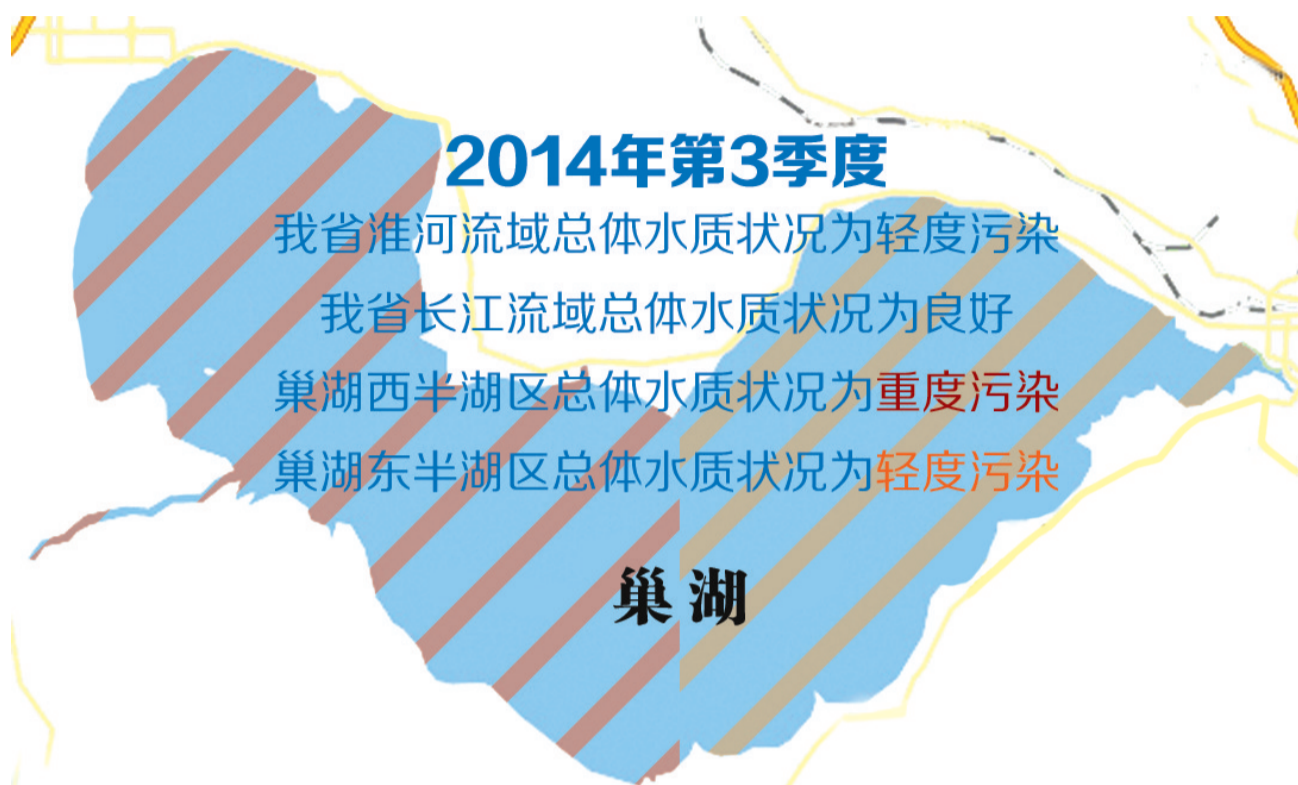 2014年第3季度
我省淮河流域总体水质状况为轻度污染
我省长江流域总体水质状况为良好
巢湖西半湖区总体水质状况为重度污染
巢湖东半湖区总体水质状况为轻度污染
巢湖